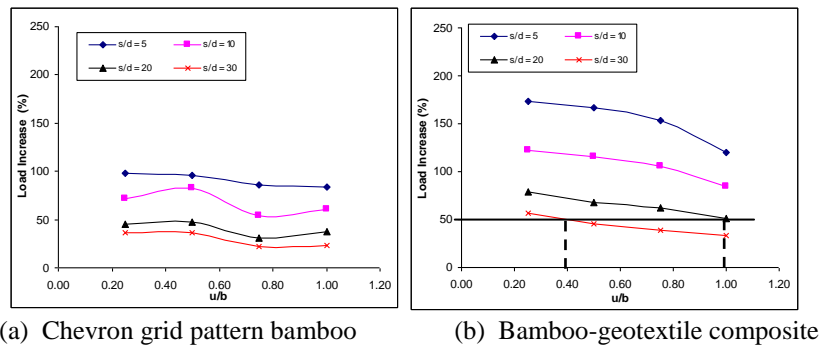 (a)
250
200
150
100
50
0
Load Increase (%)
s/d = 5
s/d = 10
s/d = 20
s/d = 30
0.00 0.20 0.40 0.60 0.80 1.00 1.20
u/b
(b)
250
200
150
100
50
0
Load Increase (%)
s/d = 5
s/d = 10
s/d = 20
s/d = 30
0.00 0.20 0.40 0.60 0.80 1.00 1.20
u/b
(a) Chevron grid pattern bamboo
(b) Bamboo-geotextile composite